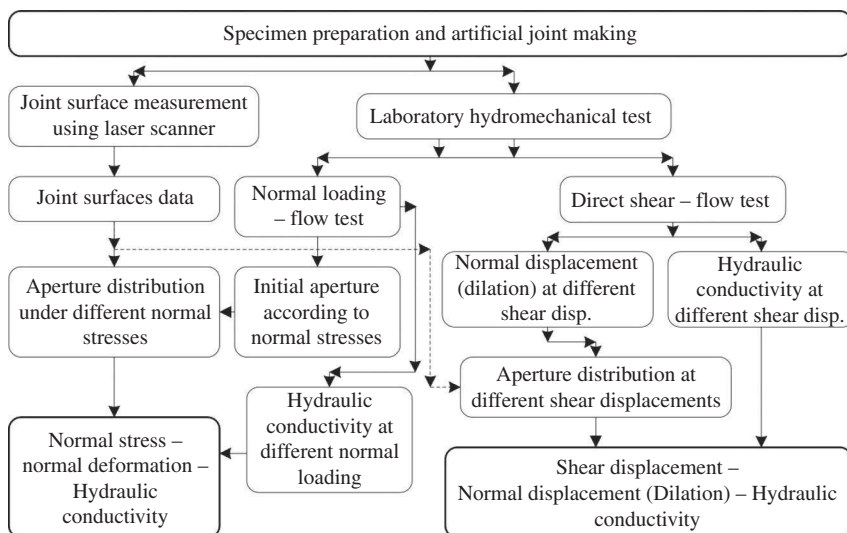 Specimen preparation and artificial joint making
Joint surface measurement
using laser scanner
Laboratory hydromechanical test
Joint surfaces data
Normal loading
– flow test
Direct shear – flow test
Aperture distribution
under different normal
stresses
Initial aperture
according to
normal stresses
Normal displacement
(dilation) at different
shear disp.
Hydraulic
conductivity at
different shear disp.
Hydraulic
conductivity at
different normal
loading
Aperture distribution at
different shear displacements
Normal stress –
normal deformation –
Hydraulic
conductivity
Shear displacement –
Normal displacement (Dilation) – Hydraulic
conductivity